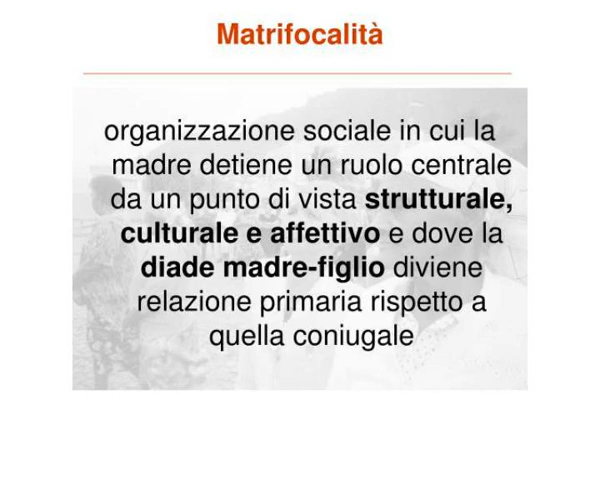 Matrifocalità
organizzazione sociale in cui la
madre detiene un ruolo centrale
da un punto di vista strutturale,
culturale e affettivo e dove la
diade madre-figlio diviene
relazione primaria rispetto a
quella coniugale